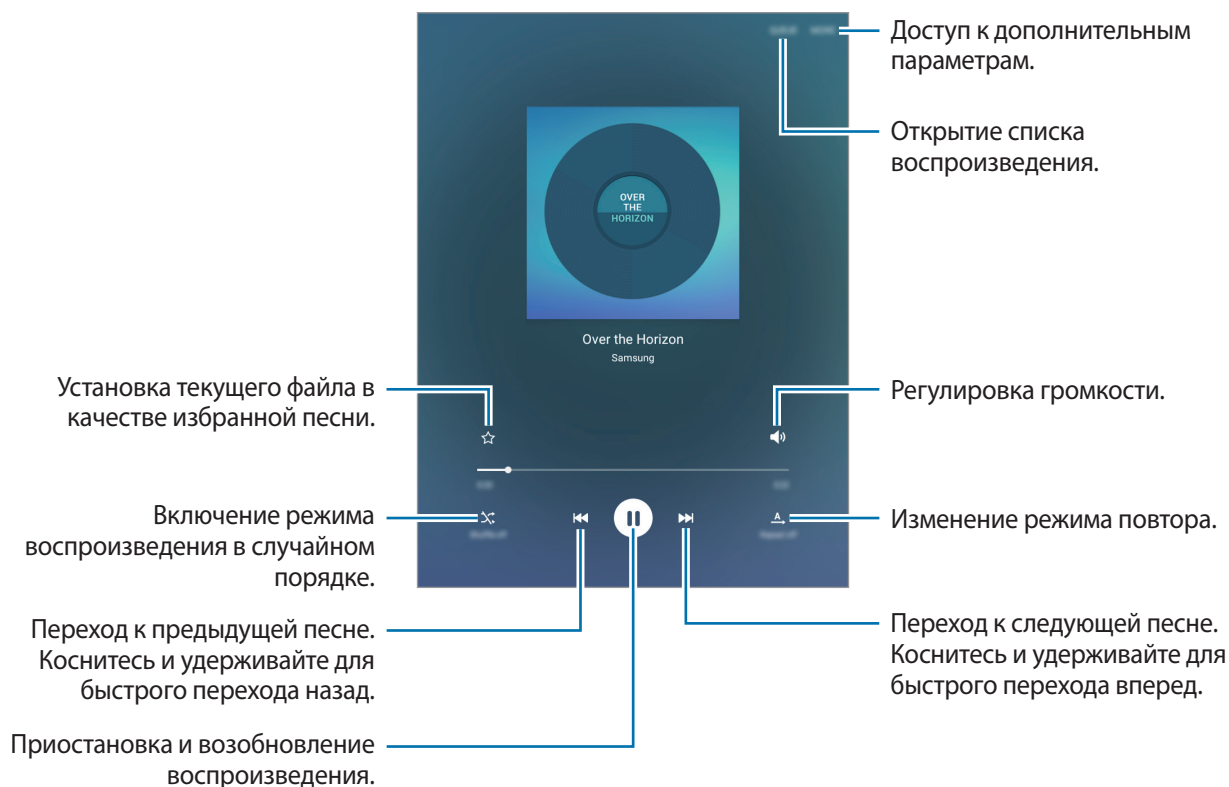 Доступ к дополнительным
параметрам.
Открытие списка
воспроизведения.
OVER
THE
HORIZON
Over the Horizon
Samsung
Установка текущего файла в
качестве избранной песни.
Регулировка громкости.
Включение режима
воспроизведения в случайном
порядке.
Изменение режима повтора.
A
Переход к предыдущей песне.
Коснитесь и удерживайте для
быстрого перехода назад.
Переход к следующей песне.
Коснитесь и удерживайте для
быстрого перехода вперед.
Приостановка и возобновление
воспроизведения.